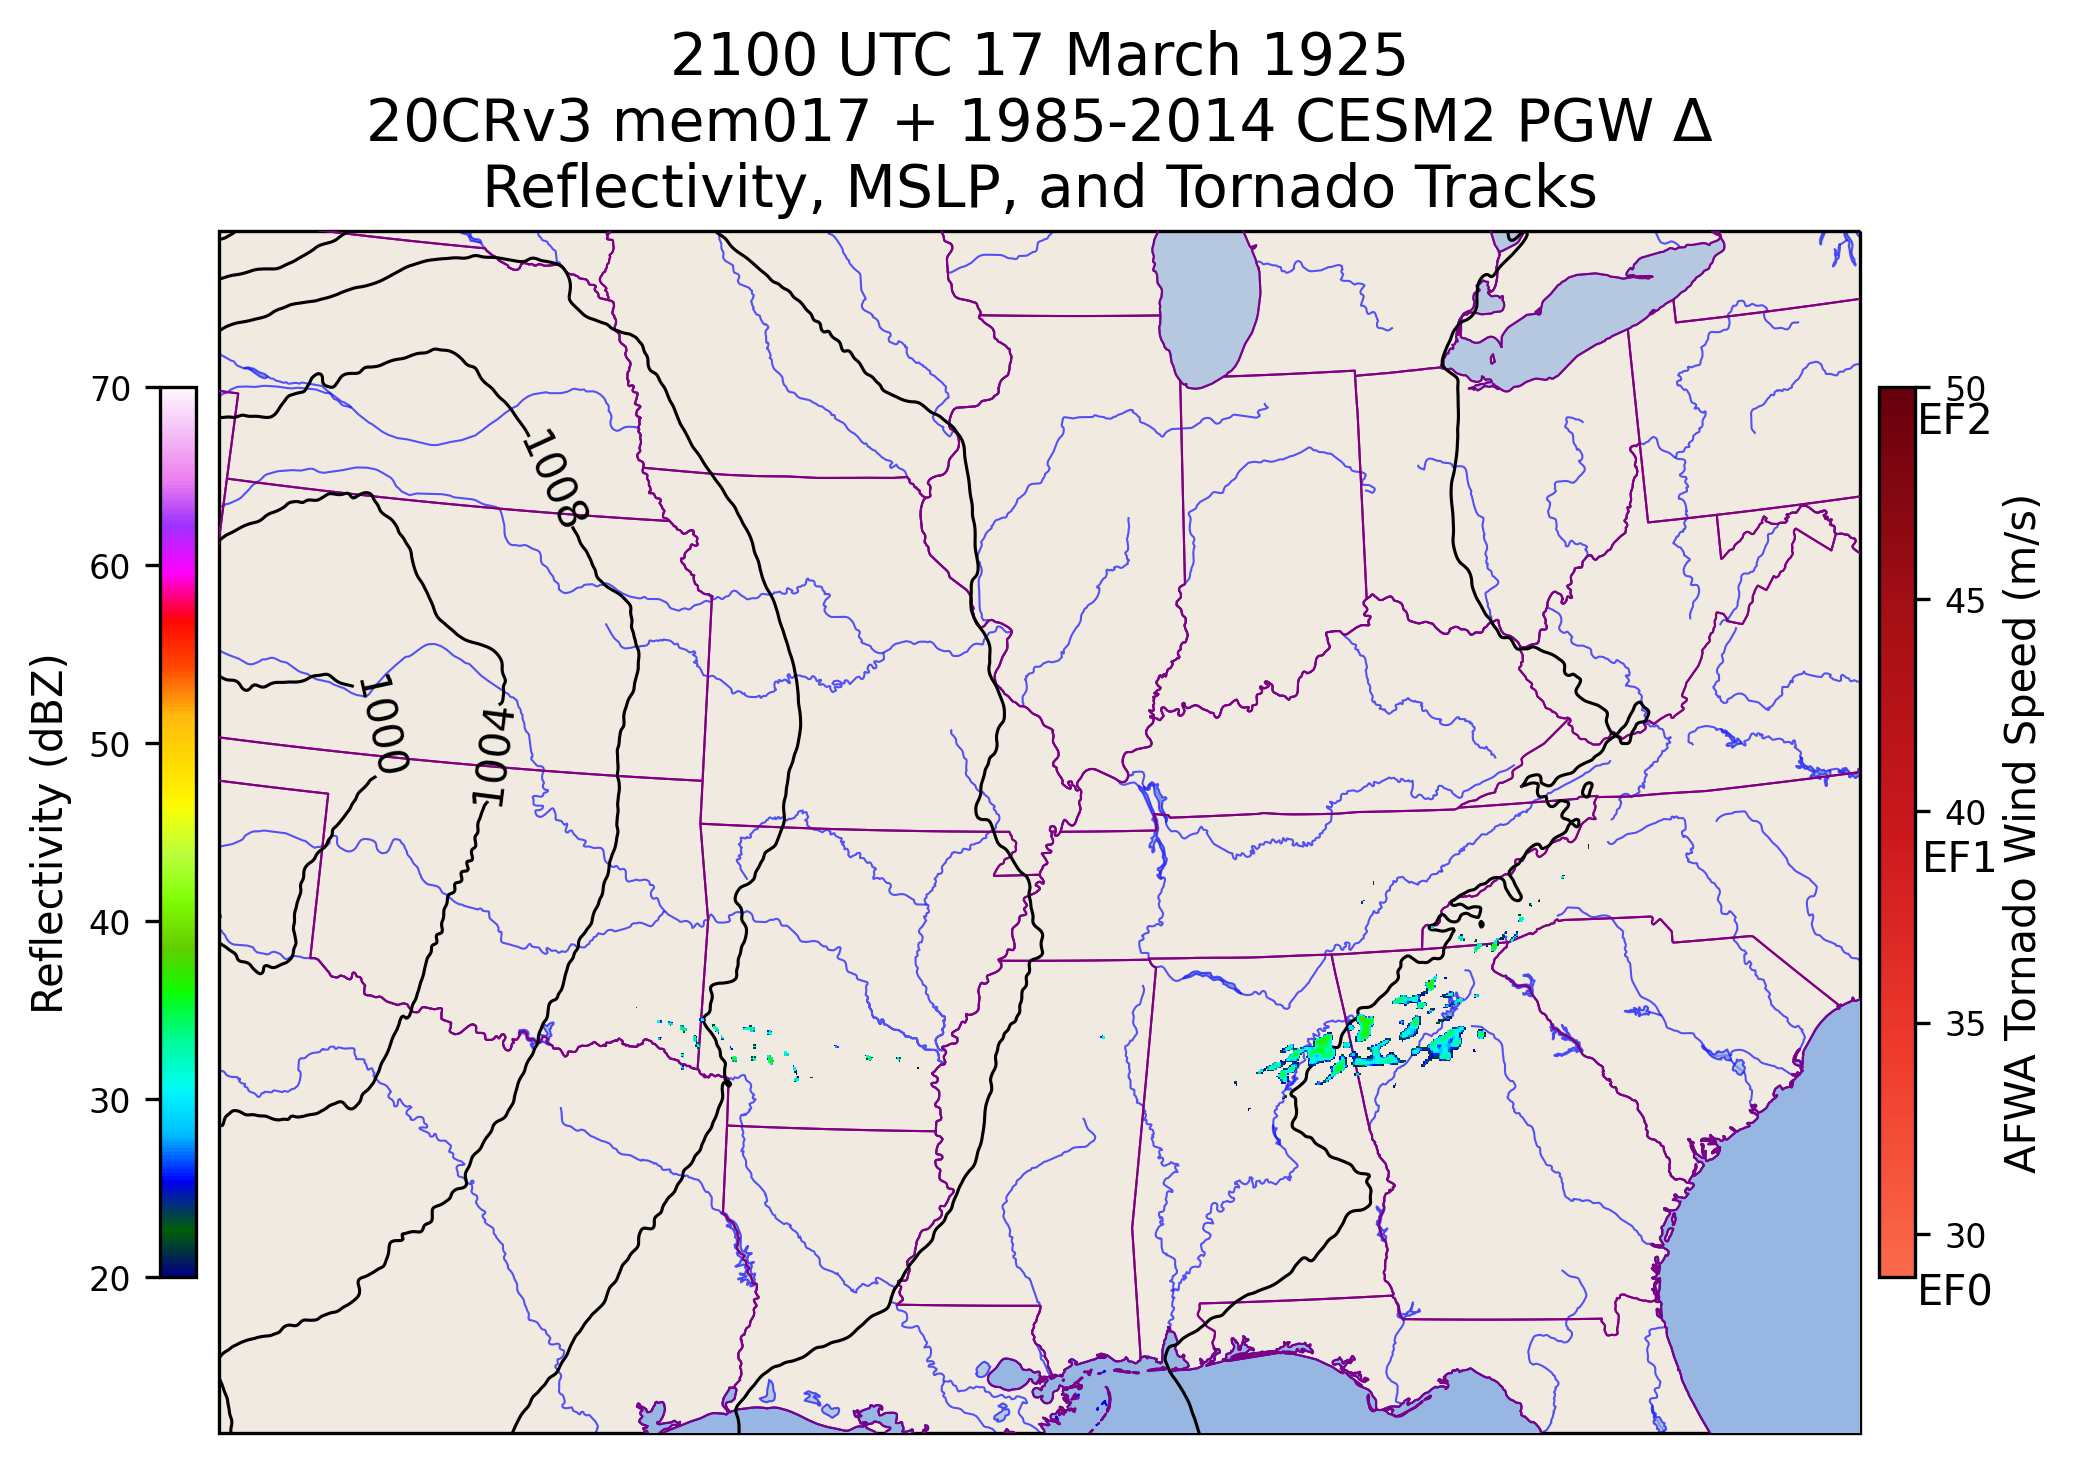 2100 UTC 17 March 1925
20CRv3 mem017 + 1985-2014 CESM2 PGW Δ
Reflectivity, MSLP, and Tornado Tracks
Reflectivity (dBZ)
70
60
50
40
30
20
1008
1000
1004
50
EF2
45
40
EF1
35
30
EF0
AFWA Tornado Wind Speed (m/s)